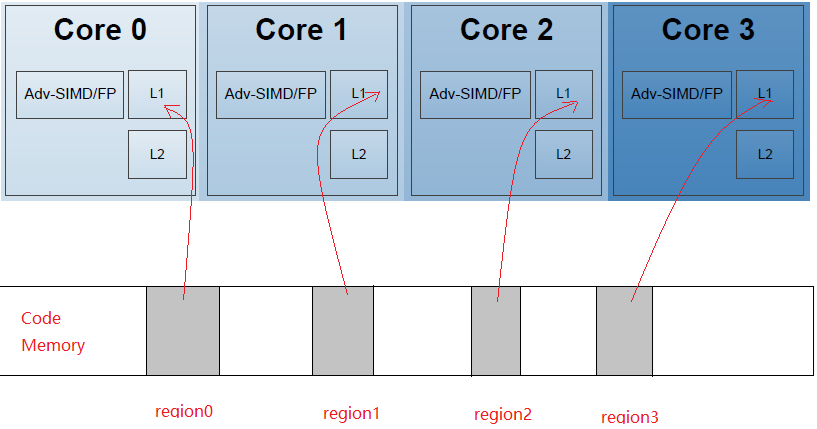 Core 0 Core 1 Core 2 Core 3
Adv-SIMD/FP L1 Adv-SIMD/FP L1 Adv-SIMD/FP L1 Adv-SIMD/FP L1
L2 L2 L2 L2
Code
Memory
region0 region1 region2 region3